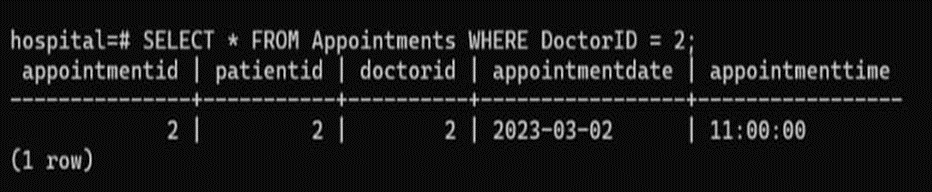 hospital=# SELECT * FROM Appointments WHERE DoctorID = 2;
 appointmentid | patientid | doctorid | appointmentdate | appointmenttime
---------------+-----------+----------+-----------------+-----------------
             2 |         2 |        2 | 2023-03-02      | 11:00:00
(1 row)